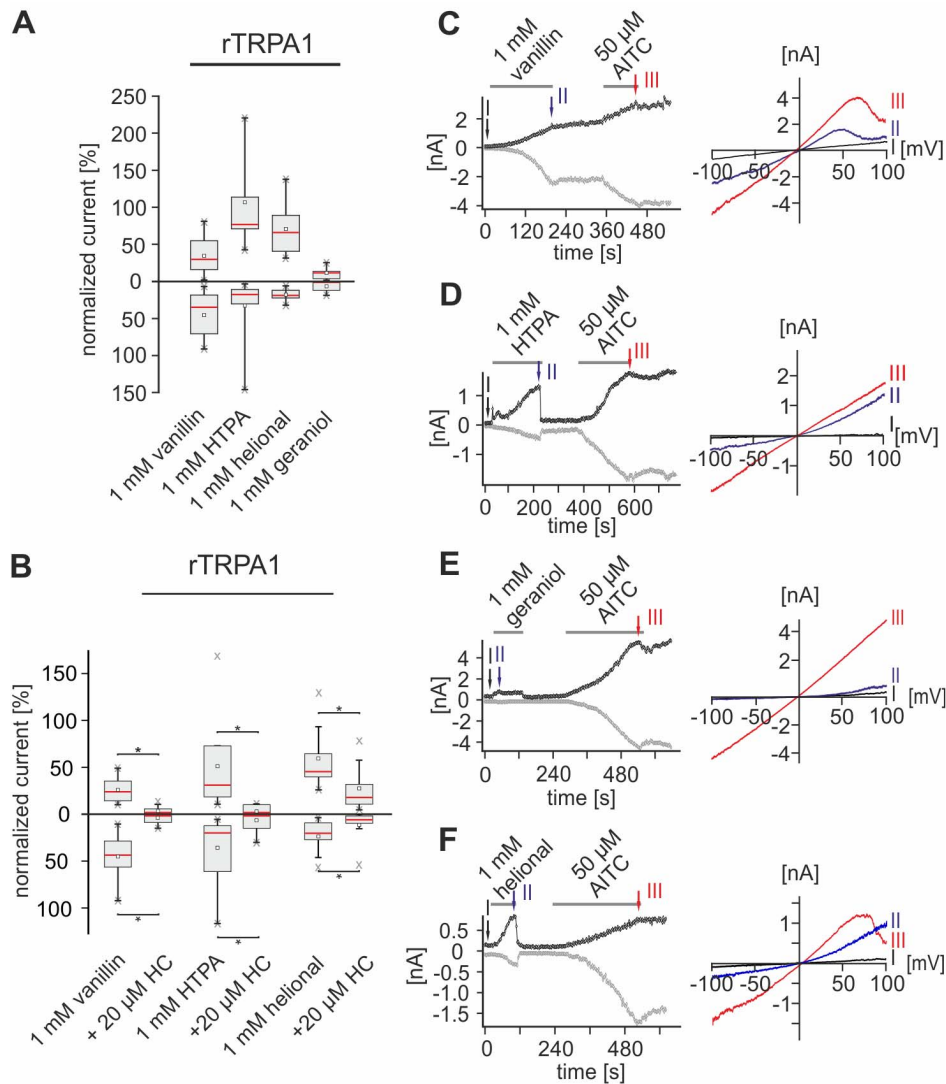 A
rTRPA1
normalized current [%]
250
200
150
100
50
0
50
100
150
1 mM vanillin
1 mM HTPA
1 mM helional
1 mM geraniol
B
rTRPA1
normalized current [%]
150
100
50
0
50
100
* * *
* * *
1 mM vanillin
+ 20 µM HC
1 mM HTPA
+20 µM HC
1 mM helional
+20 µM HC
C
1 mM
vanillin
50 µM
AITC
I
II
III
[nA]
2
0
-2
-4
0 120 240 360 480
time [s]
[nA]
4
2
-2
-4
-100
50
100
[mV]
III
II
I
D
1 mM
HTPA
50 µM
AITC
I
II
III
[nA]
1
0
-1
0 200 400 600
time [s]
[nA]
2
1
-1
-100
50
100
[mV]
III
II
I
E
1 mM
geraniol
50 µM
AITC
I
II
III
[nA]
4
2
0
-2
-4
0 240 480
time [s]
[nA]
4
2
-2
-4
-100
50
100
[mV]
III
II
I
F
1 mM
helional
50 µM
AITC
I
II
III
[nA]
0.5
0
-0.5
-1.0
-1.5
0 240 480
time [s]
[nA]
1
-1
-100
50
100
[mV]
II
III
I